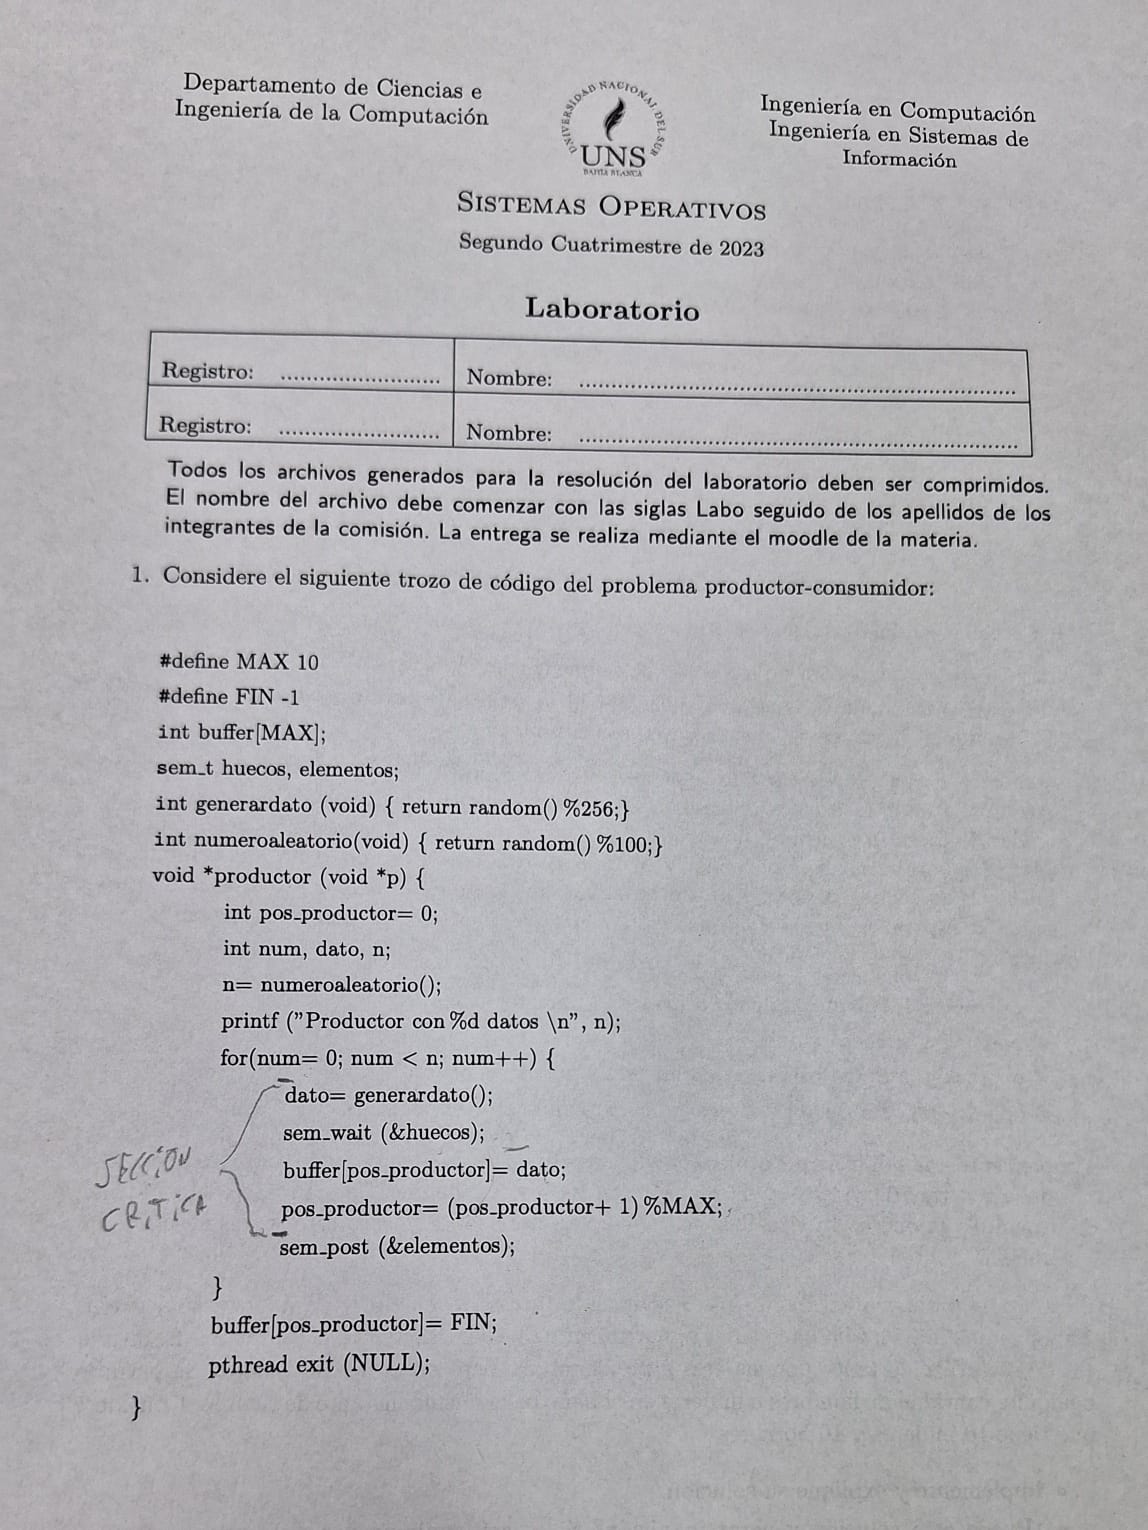 Departamento de Ciencias e
Ingeniería de la Computación
UNIVERSIDAD NACIONAL DEL SUR
UNS
BAHIA BLANCA
Ingeniería en Computación
Ingeniería en Sistemas de
Información
SISTEMAS OPERATIVOS
Segundo Cuatrimestre de 2023
Laboratorio
Registro: ......................... Nombre: .....................................................................
Registro: ......................... Nombre: .....................................................................
Todos los archivos generados para la resolución del laboratorio deben ser comprimidos.
El nombre del archivo debe comenzar con las siglas Labo seguido de los apellidos de los
integrantes de la comisión. La entrega se realiza mediante el moodle de la materia.
1. Considere el siguiente trozo de código del problema productor-consumidor:
#define MAX 10
#define FIN -1
int buffer[MAX];
sem_t huecos, elementos;
int generardato (void) { return random() %256;}
int numeroaleatorio(void) { return random() %100;}
void *productor (void *p) {
int pos_productor= 0;
int num, dato, n;
n= numeroaleatorio();
printf ("Productor con %d datos \n", n);
for(num= 0; num < n; num++) {
dato= generardato();
sem_wait (&huecos);
buffer[pos_productor]= dato;
pos_productor= (pos_productor+ 1) %MAX;
sem_post (&elementos);
SECCIÓN
CRITICA
}
buffer[pos_productor]= FIN;
pthread exit (NULL);
}